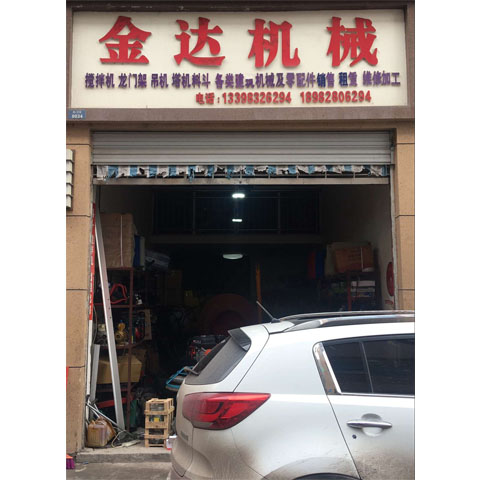 金达机械
搅拌机 龙门架 吊机 塔机料斗 各类建筑机械及零配件销售 租赁 维修加工
电话:13398326294 18982806294